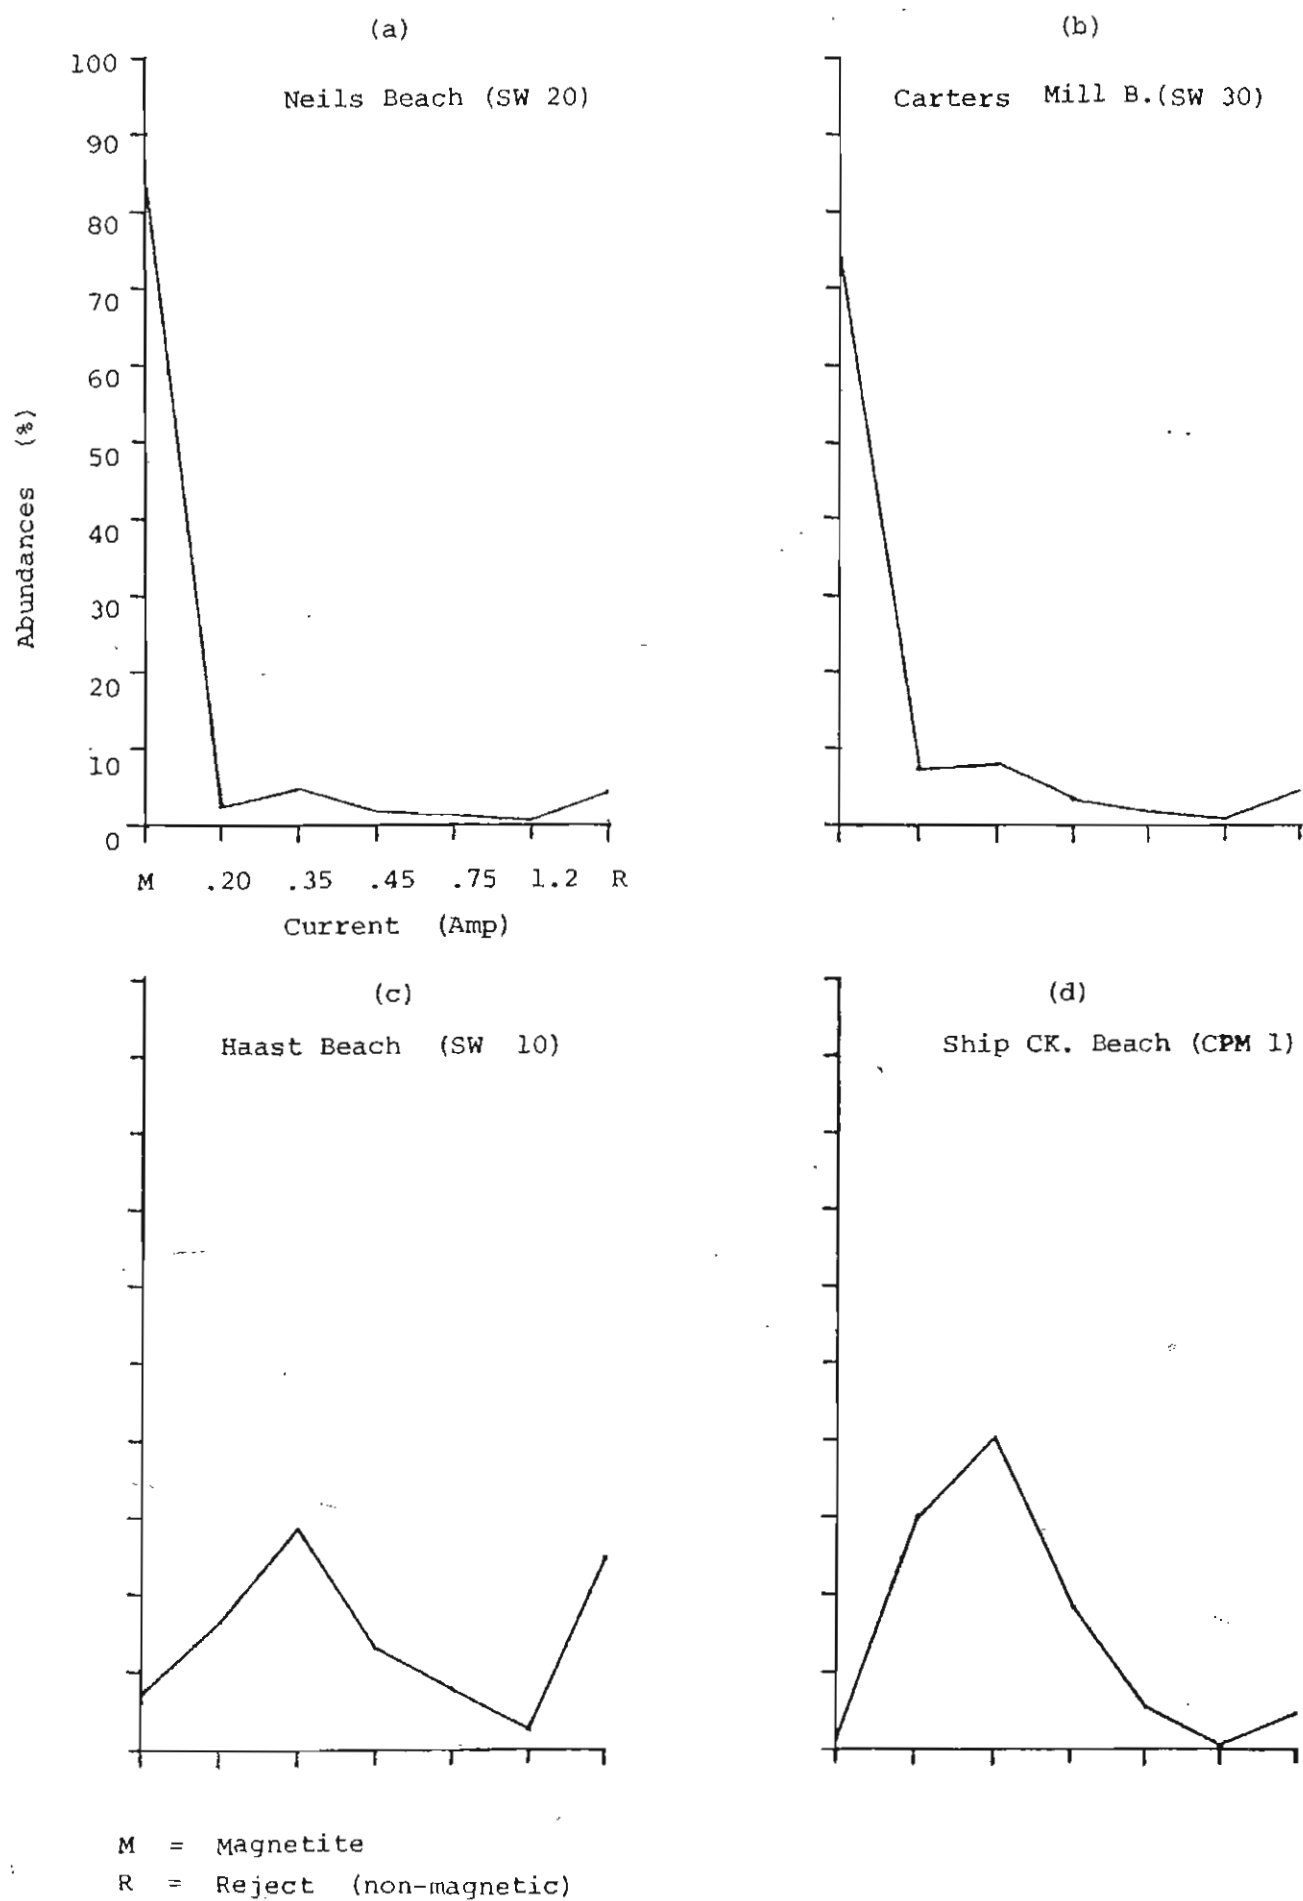 (a)
Neils Beach (SW 20)
100
90
80
70
60
50
40
30
20
10
0
Abundances (%)
M .20 .35 .45 .75 1.2 R
Current (Amp)
(b)
Carters Mill B.(SW 30)
(c)
Haast Beach (SW 10)
(d)
Ship CK. Beach (CPM 1)
M = Magnetite
R = Reject (non-magnetic)